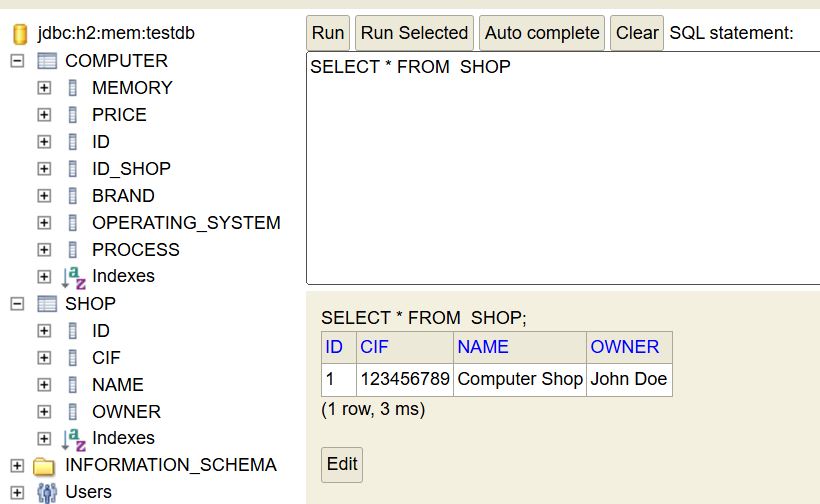 jdbc:h2:mem:testdb
COMPUTER
MEMORY
PRICE
ID
ID_SHOP
BRAND
OPERATING_SYSTEM
PROCESS
Indexes
SHOP
ID
CIF
NAME
OWNER
Indexes
INFORMATION_SCHEMA
Users
Run Run Selected Auto complete Clear SQL statement:
SELECT * FROM  SHOP
SELECT * FROM  SHOP;
ID CIF NAME OWNER
1 123456789 Computer Shop John Doe
(1 row, 3 ms)
Edit